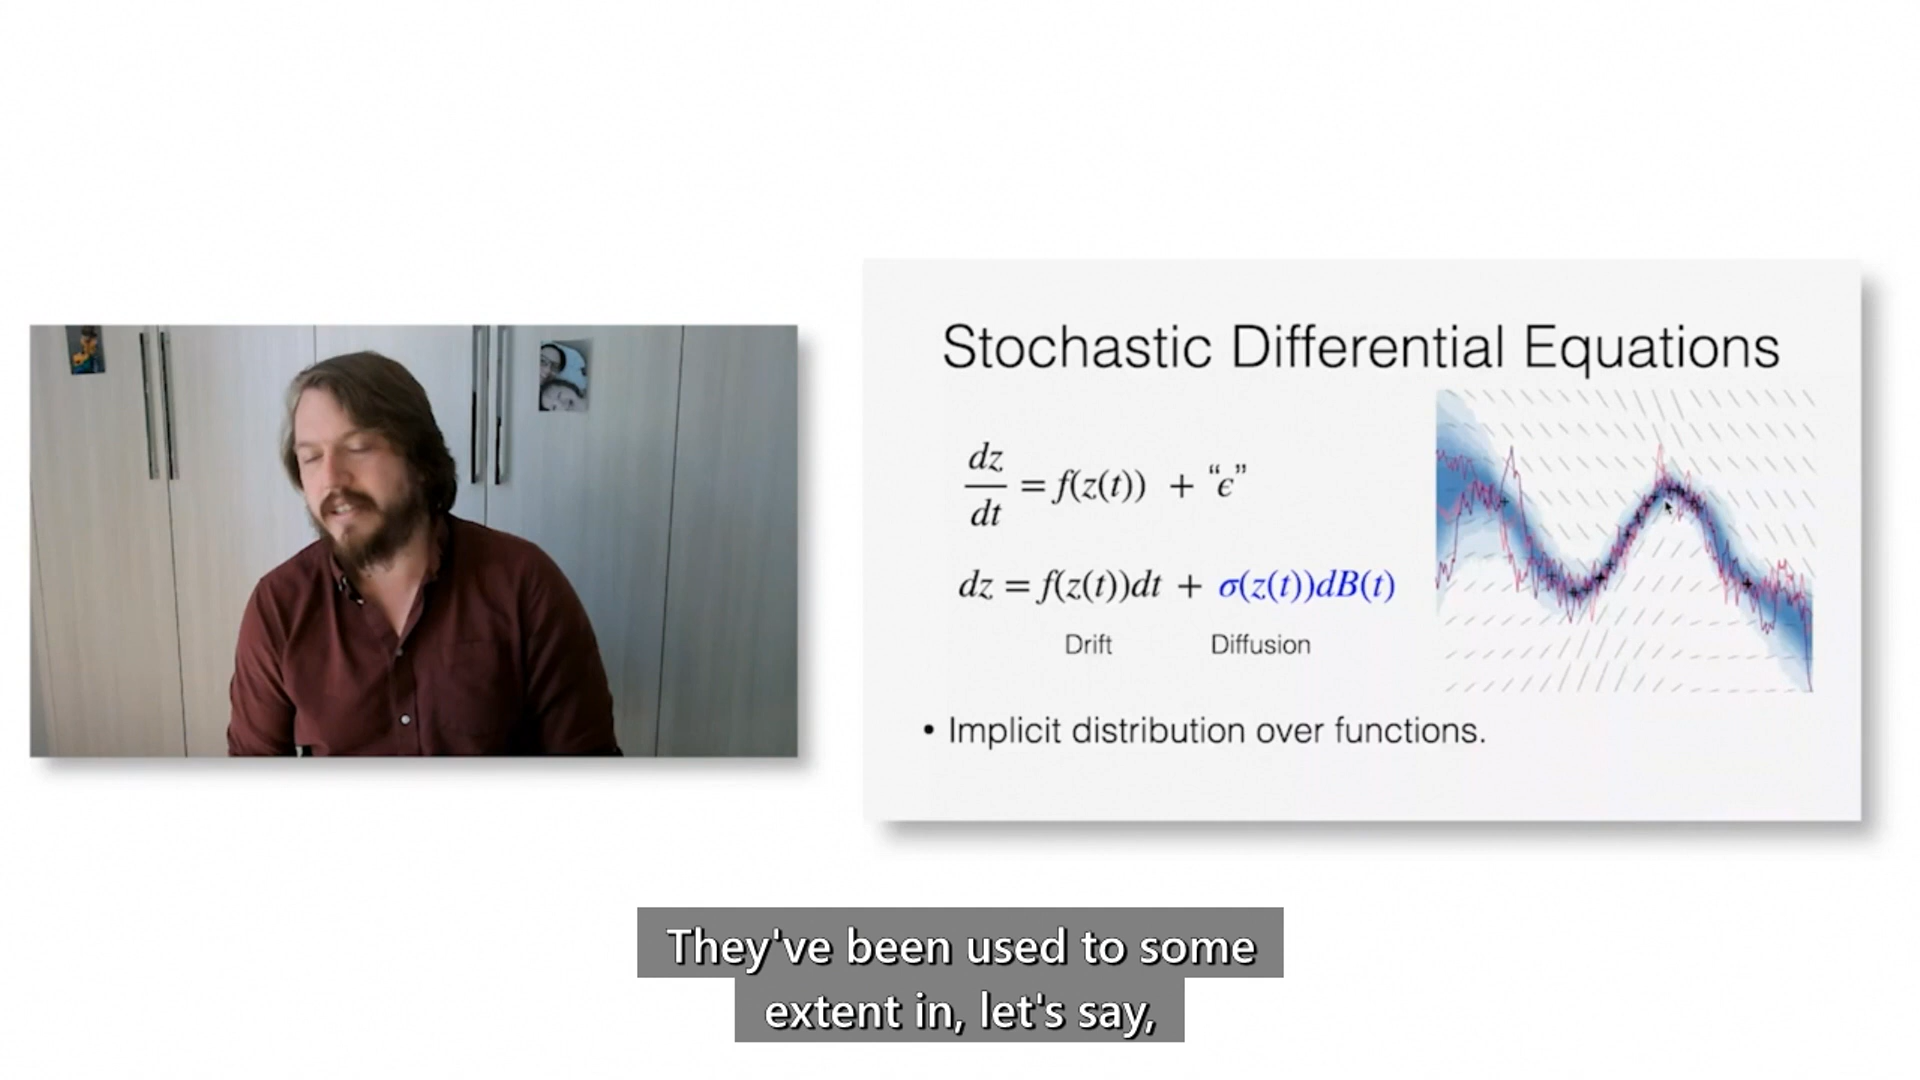 Stochastic Differential Equations
dz/dt = f(z(t)) + “ϵ”
dz = f(z(t))dt + σ(z(t))dB(t)
Drift Diffusion
• Implicit distribution over functions.
They've been used to some
extent in, let's say,